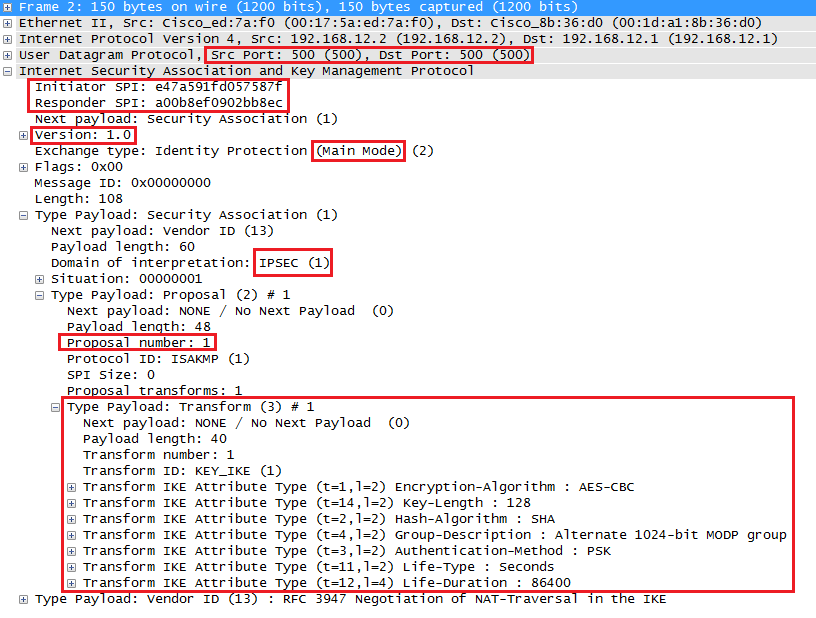 Frame 2: 150 bytes on wire (1200 bits), 150 bytes captured (1200 bits)
Ethernet II, Src: Cisco_ed:7a:f0 (00:17:5a:ed:7a:f0), Dst: Cisco_8b:36:d0 (00:1d:a1:8b:36:d0)
Internet Protocol Version 4, Src: 192.168.12.2 (192.168.12.2), Dst: 192.168.12.1 (192.168.12.1)
User Datagram Protocol, Src Port: 500 (500), Dst Port: 500 (500)
Internet Security Association and Key Management Protocol
Initiator SPI: e47a591fd057587f
Responder SPI: a00b8ef0902bb8ec
Next payload: Security Association (1)
Version: 1.0
Exchange type: Identity Protection (Main Mode) (2)
Flags: 0x00
Message ID: 0x00000000
Length: 108
Type Payload: Security Association (1)
Next payload: Vendor ID (13)
Payload length: 60
Domain of interpretation: IPSEC (1)
Situation: 00000001
Type Payload: Proposal (2) # 1
Next payload: NONE / No Next Payload  (0)
Payload length: 48
Proposal number: 1
Protocol ID: ISAKMP (1)
SPI Size: 0
Proposal transforms: 1
Type Payload: Transform (3) # 1
Next payload: NONE / No Next Payload  (0)
Payload length: 40
Transform number: 1
Transform ID: KEY_IKE (1)
Transform IKE Attribute Type (t=1,l=2) Encryption-Algorithm : AES-CBC
Transform IKE Attribute Type (t=14,l=2) Key-Length : 128
Transform IKE Attribute Type (t=2,l=2) Hash-Algorithm : SHA
Transform IKE Attribute Type (t=4,l=2) Group-Description : Alternate 1024-bit MODP group
Transform IKE Attribute Type (t=3,l=2) Authentication-Method : PSK
Transform IKE Attribute Type (t=11,l=2) Life-Type : Seconds
Transform IKE Attribute Type (t=12,l=4) Life-Duration : 86400
Type Payload: Vendor ID (13) : RFC 3947 Negotiation of NAT-Traversal in the IKE